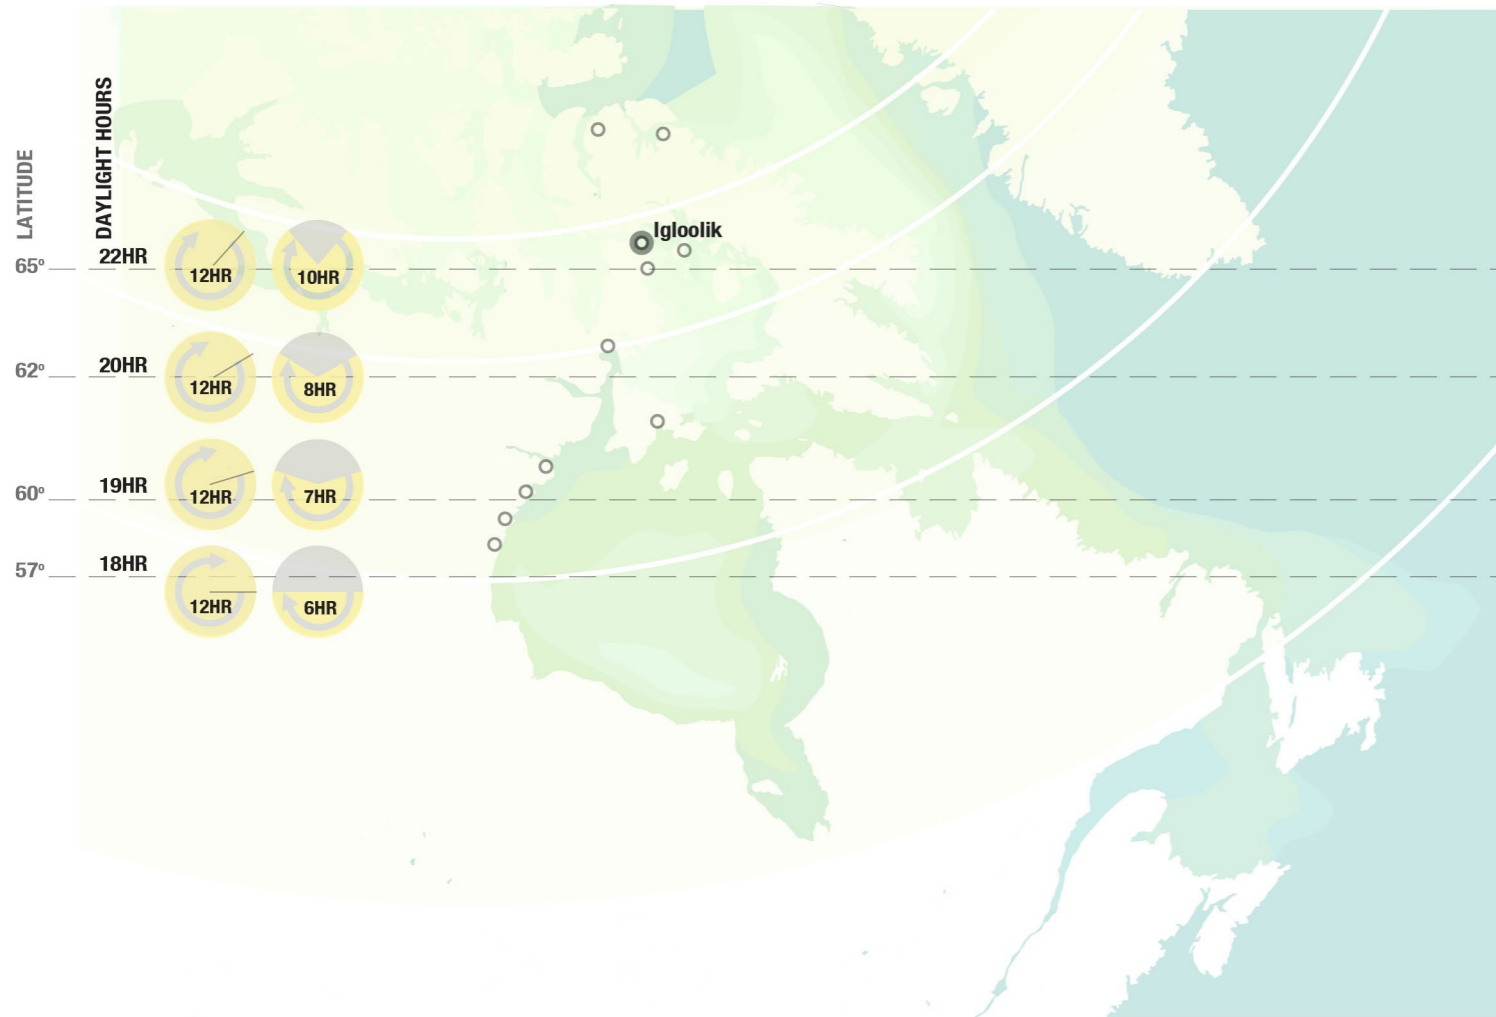 LATITUDE
DAYLIGHT HOURS
Igloolik
65º
22HR
12HR
10HR
62º
20HR
12HR
8HR
60º
19HR
12HR
7HR
57º
18HR
12HR
6HR